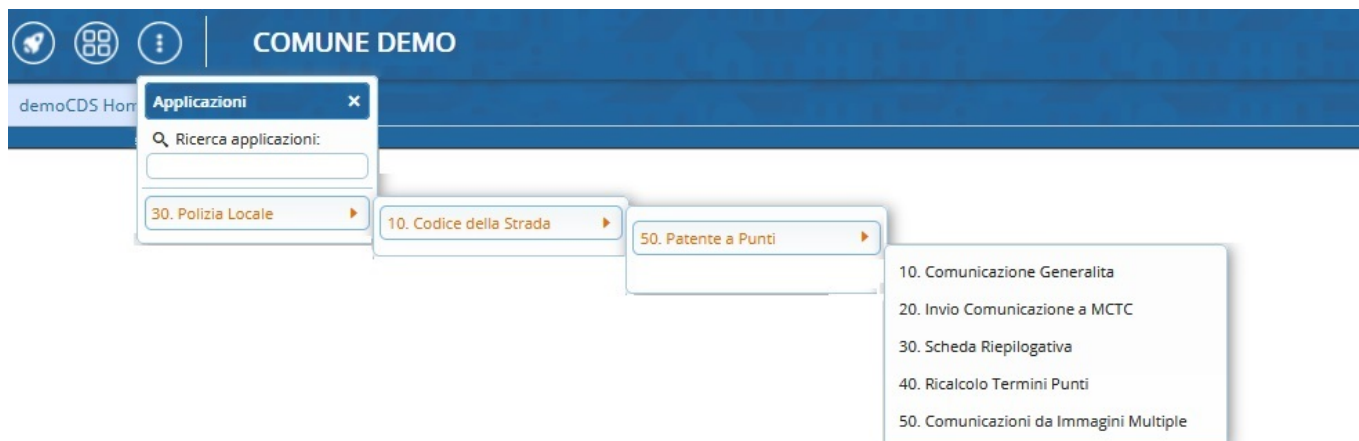 COMUNE DEMO
demoCDS Hom
Applicazioni ×
Ricerca applicazioni:
30. Polizia Locale
10. Codice della Strada
50. Patente a Punti
10. Comunicazione Generalita
20. Invio Comunicazione a MCTC
30. Scheda Riepilogativa
40. Ricalcolo Termini Punti
50. Comunicazioni da Immagini Multiple